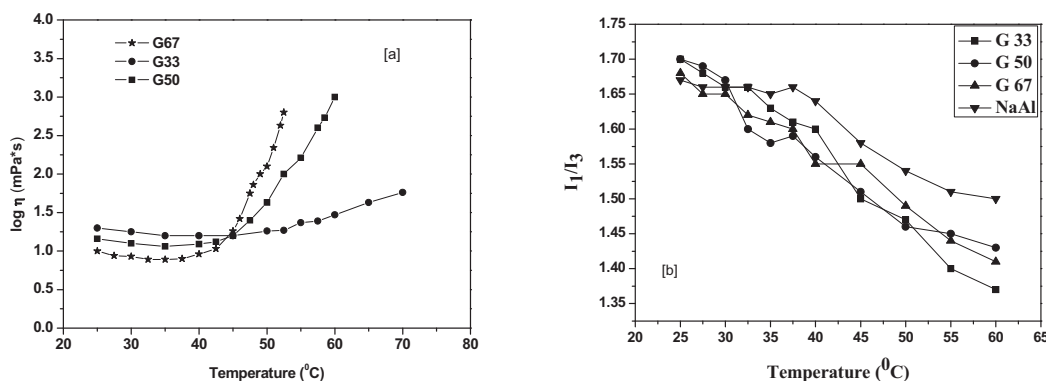 4.0
3.5
3.0
2.5
2.0
1.5
1.0
0.5
0.0
log η (mPa*s)
G67
G33
G50
[a]
20 30 40 50 60 70 80
Temperature (⁰C)
1.70
1.65
1.60
1.55
1.50
1.45
1.40
1.35
I₁/I₃
G 33
G 50
G 67
NaAl
[b]
20 25 30 35 40 45 50 55 60 65
Temperature (⁰C)